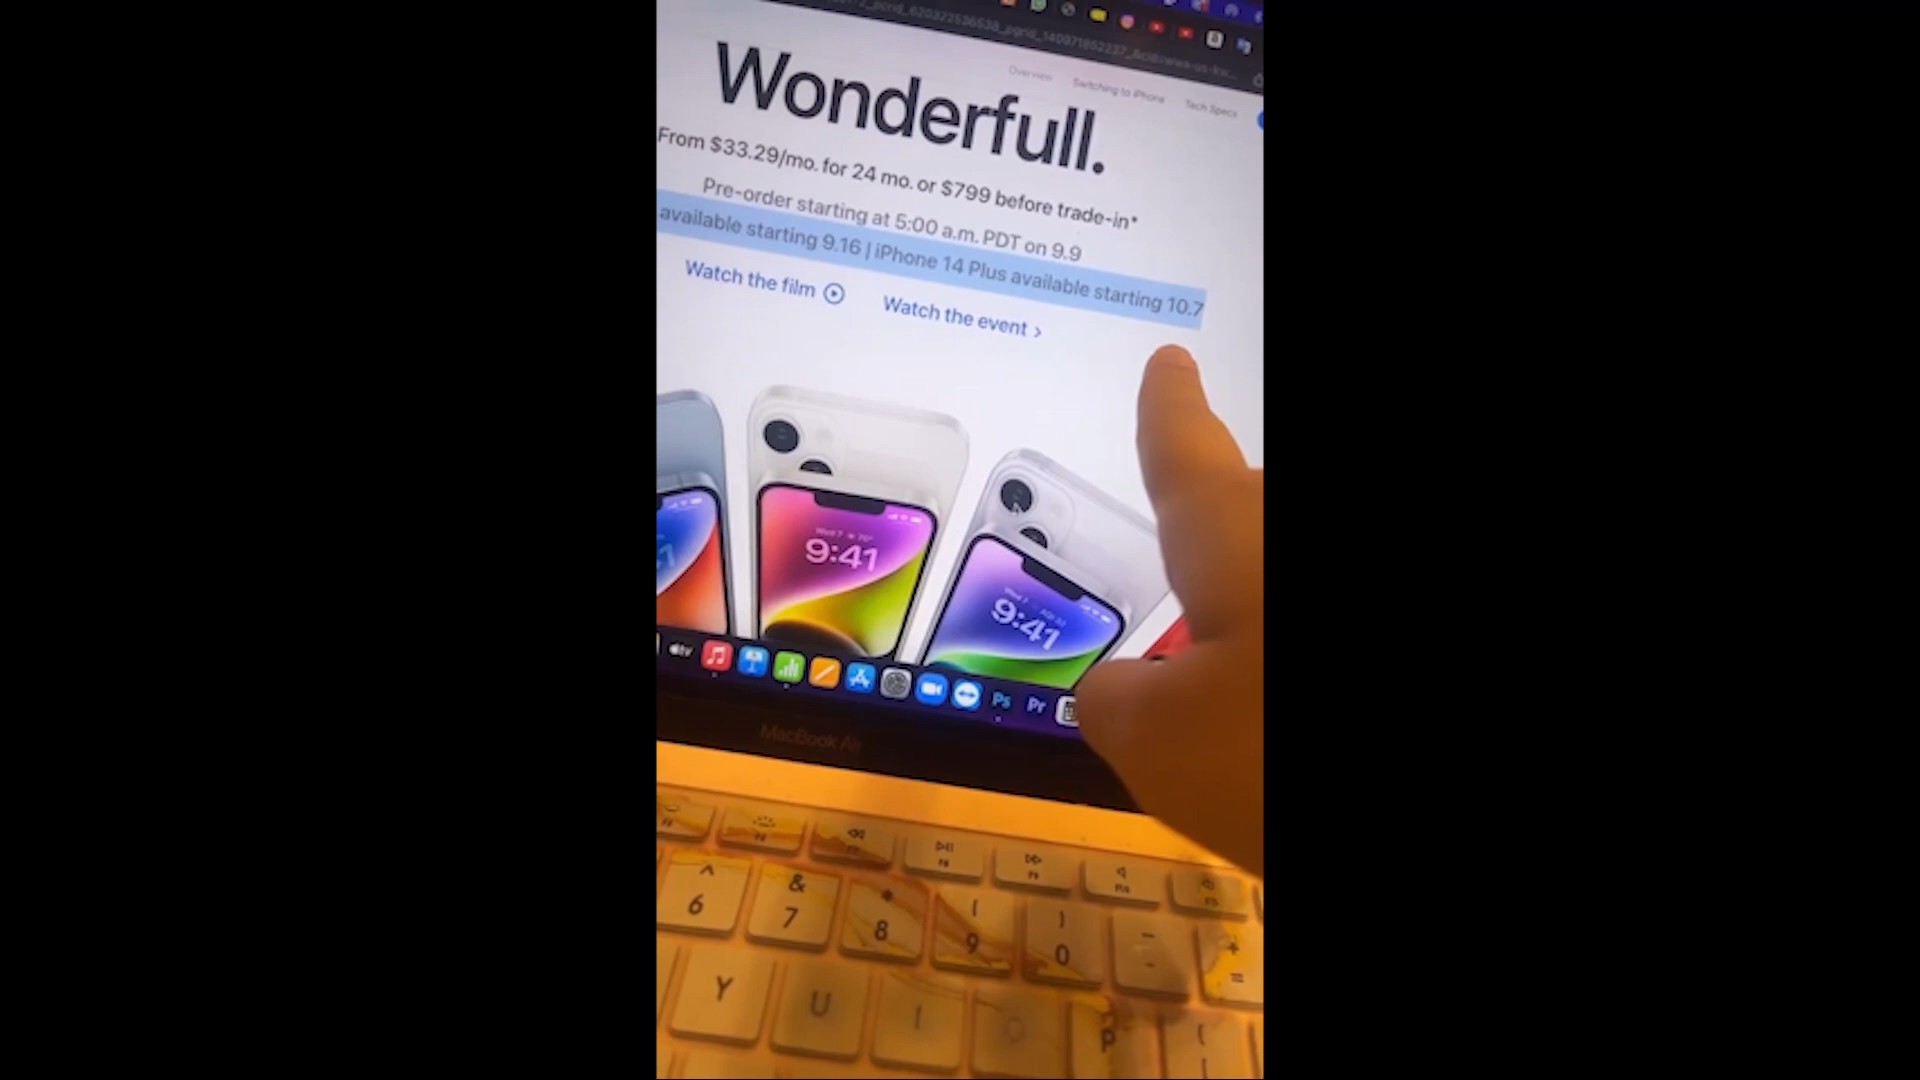 Overview Switching to iPhone Tech Specs
Wonderfull.
From $33.29/mo. for 24 mo. or $799 before trade-in*
Pre-order starting at 5:00 a.m. PDT on 9.9
available starting 9.16 | iPhone 14 Plus available starting 10.7
Watch the film Watch the event >
9:41
9:41
tv
Ps Pr
MacBook Air
^ & * ( ) - +
6 7 8 9 0 - =
Y U I O P